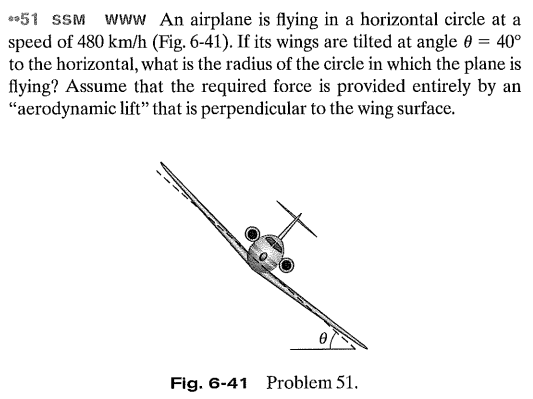 ••51 SSM WWW An airplane is flying in a horizontal circle at a
speed of 480 km/h (Fig. 6-41). If its wings are tilted at angle θ = 40°
to the horizontal, what is the radius of the circle in which the plane is
flying? Assume that the required force is provided entirely by an
“aerodynamic lift” that is perpendicular to the wing surface.
θ
Fig. 6-41 Problem 51.